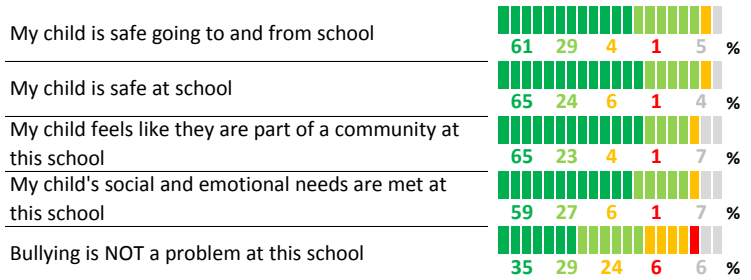 My child is safe going to and from school
61 29 4 1 5 %
My child is safe at school
65 24 6 1 4 %
My child feels like they are part of a community at
this school
65 23 4 1 7 %
My child's social and emotional needs are met at
this school
59 27 6 1 7 %
Bullying is NOT a problem at this school
35 29 24 6 6 %